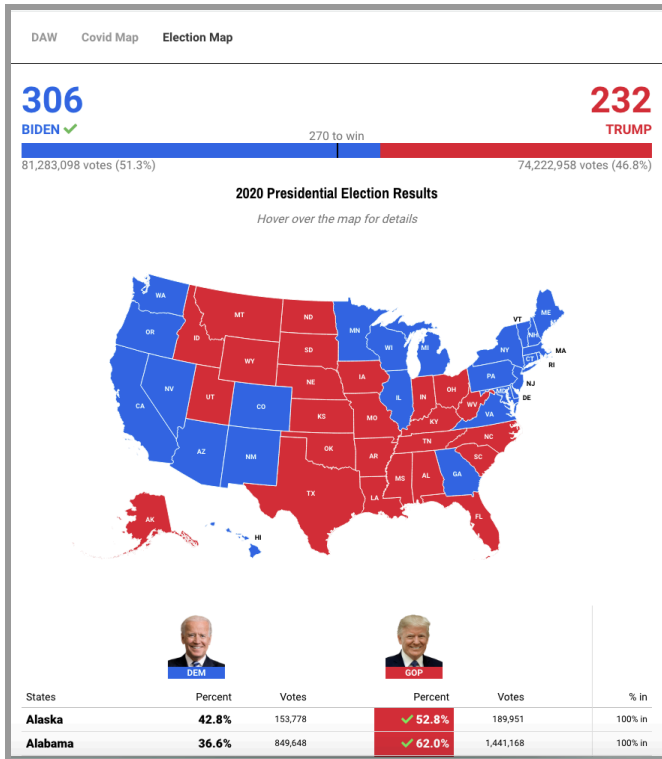 DAW Covid Map Election Map
306 232
BIDEN TRUMP
270 to win
81,283,098 votes (51.3%) 74,222,958 votes (46.8%)
2020 Presidential Election Results
Hover over the map for details
WA
MT
ND
MN
ME
VT
OR
ID
SD
WI
MI
NY
NH
MA
CT
RI
WY
PA
NE
IA
NJ
NV
UT
IL
IN
OH
MD
DE
CA
CO
KS
MO
WV
VA
KY
NC
TN
AZ
NM
OK
AR
SC
MS
AL
GA
TX
LA
FL
AK
HI
DEM GOP
States Percent Votes Percent Votes % in
Alaska 42.8% 153,778 52.8% 189,951 100% in
Alabama 36.6% 849,648 62.0% 1,441,168 100% in